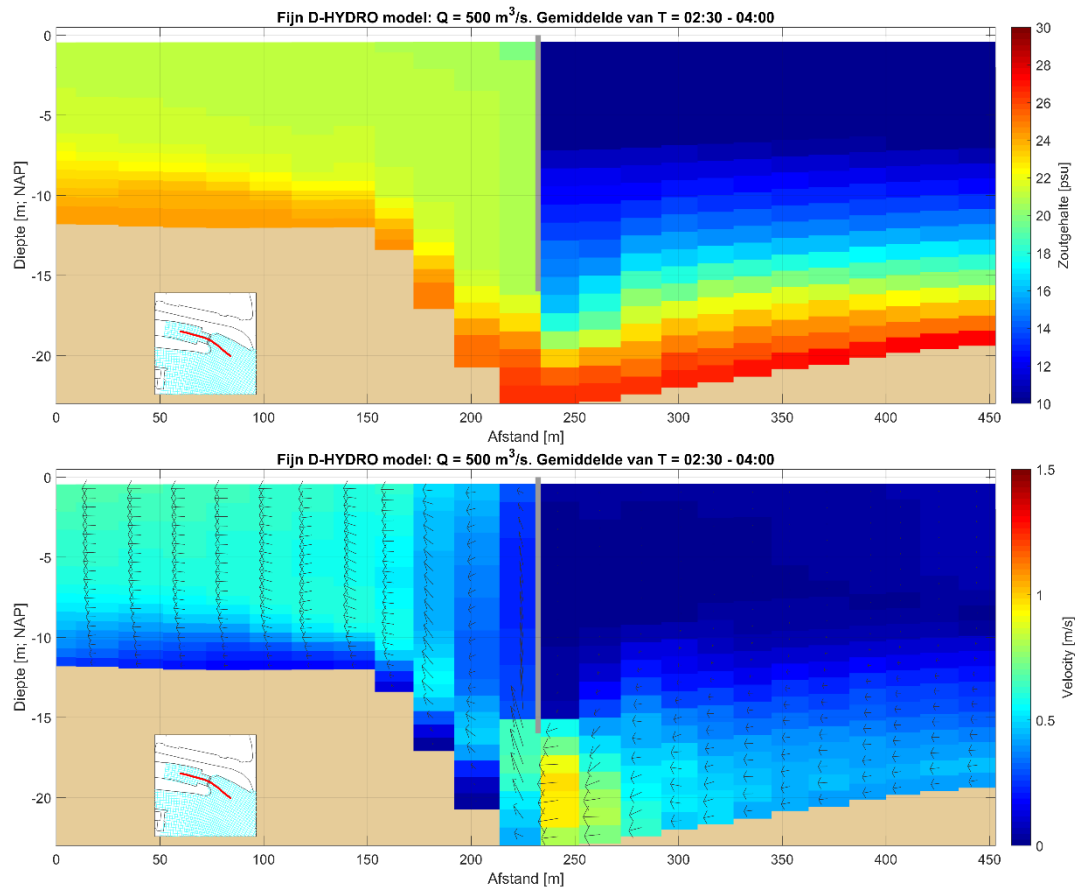 Fijn D-HYDRO model: Q = 500 m³/s. Gemiddelde van T = 02:30 - 04:00
0
-5
-10
-15
-20
Diepte [m; NAP]
0 50 100 150 200 250 300 350 400 450
Afstand [m]
30
28
26
24
22
20
18
16
14
12
10
Zoutgehalte [psu]
Fijn D-HYDRO model: Q = 500 m³/s. Gemiddelde van T = 02:30 - 04:00
0
-5
-10
-15
-20
Diepte [m; NAP]
0 50 100 150 200 250 300 350 400 450
Afstand [m]
1.5
1
0.5
0
Velocity [m/s]